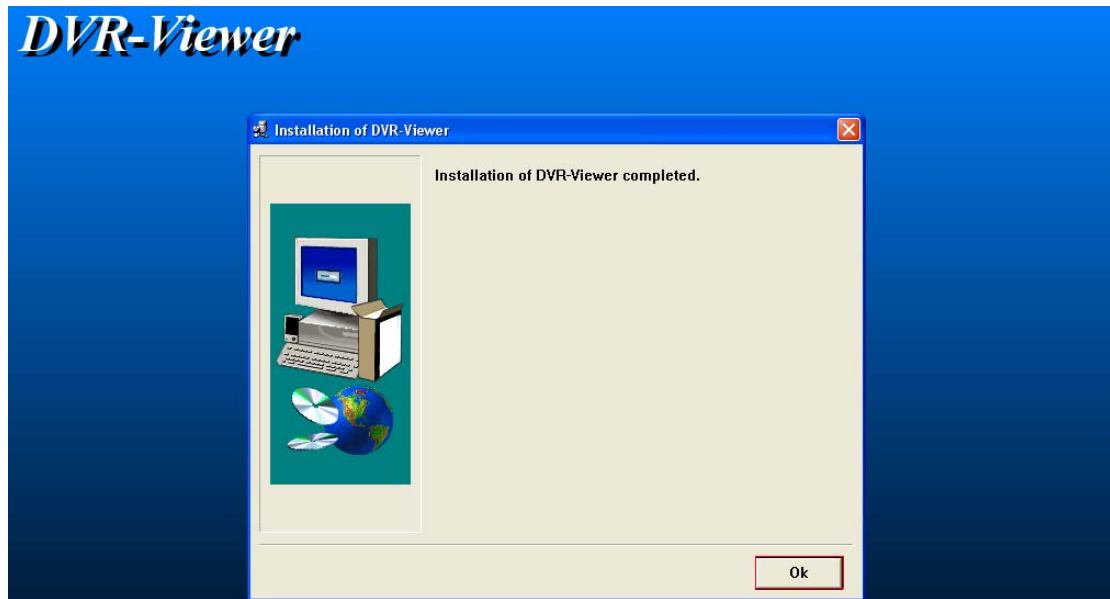 DVR-Viewer
Installation of DVR-Viewer
Installation of DVR-Viewer completed.
Ok